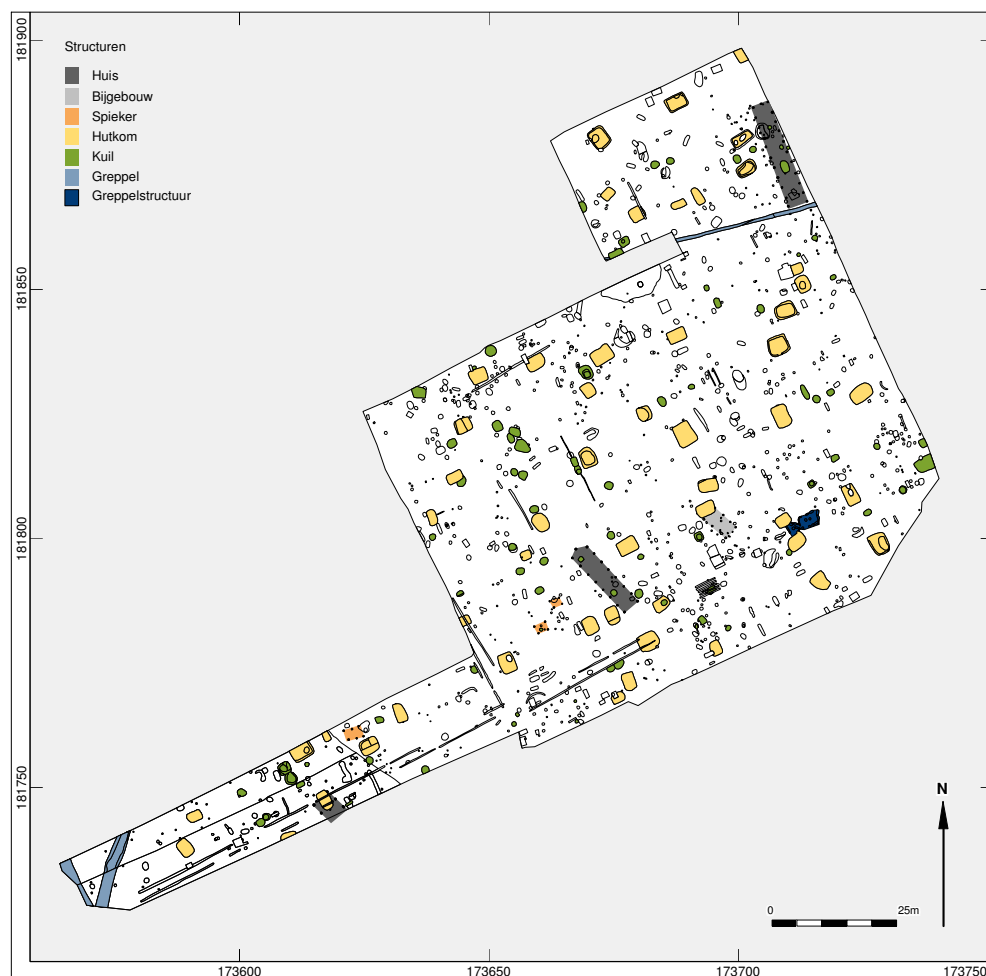 181900
Structuren
Huis
Bijgebouw
Spieker
Hutkom
Kuil
Greppel
Greppelstructuur
181850
181800
181750
N
0 25m
173600 173650 173700 173750